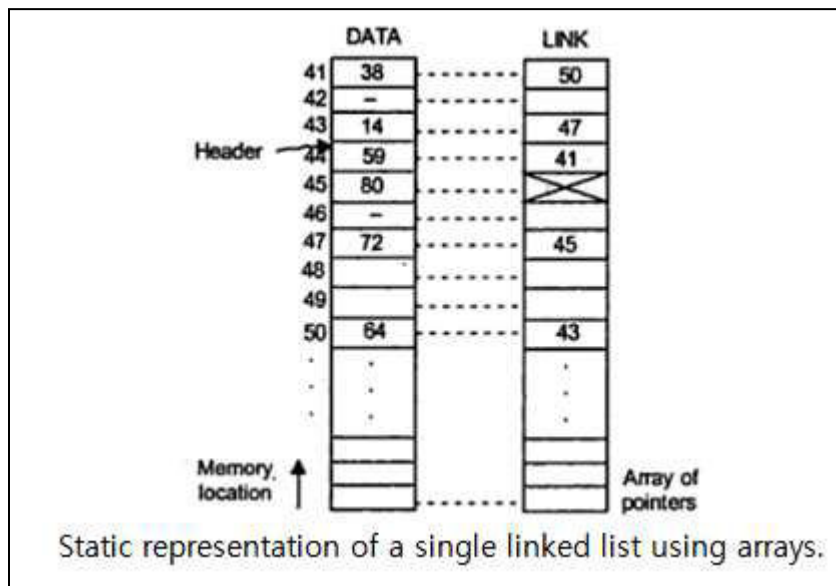 DATA LINK
41 38 50
42 –
43 14 47
Header
44 59 41
45 80
46 –
47 72 45
48
49
50 64 43
Memory,
location
Array of
pointers
Static representation of a single linked list using arrays.